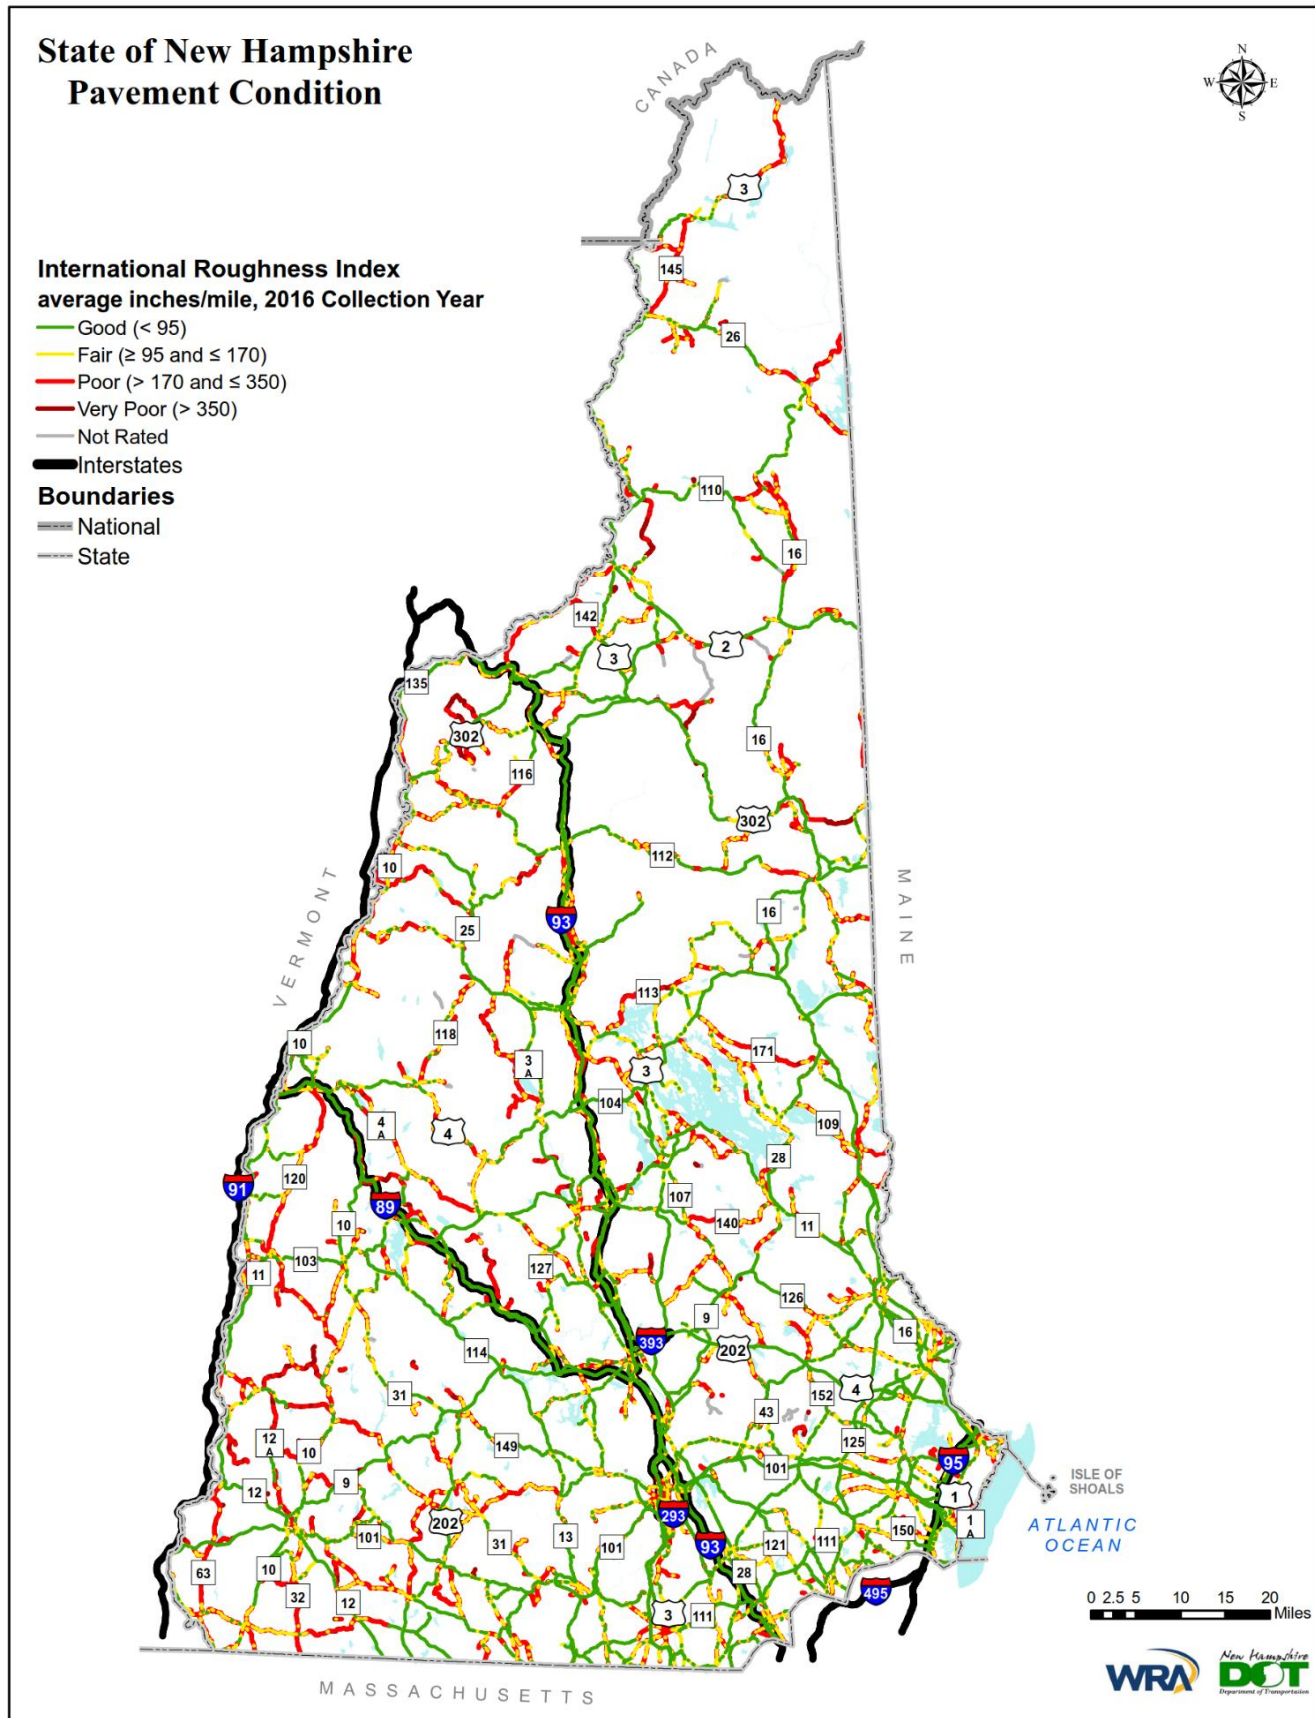 State of New Hampshire
Pavement Condition
N
W E
S
CANADA
International Roughness Index
average inches/mile, 2016 Collection Year
Good (< 95)
Fair (≥ 95 and ≤ 170)
Poor (> 170 and ≤ 350)
Very Poor (> 350)
Not Rated
Interstates
Boundaries
National
State
3
145
26
110
16
142
3
2
135
302
16
116
302
112
10
VERMONT
MAINE
93
16
25
113
10
118
171
3
A
3
104
4
A
4
109
120
28
91
89
107
10
140
11
103
11
127
126
9
16
393
202
114
4
31
152
43
12
A
10
149
125
101
95
ISLE OF
SHOALS
9
12
1
202
293
1
A
ATLANTIC
OCEAN
101
31
13
101
93
121
111
150
63
10
28
32
12
495
3
111
0 2.5 5 10 15 20
Miles
MASSACHUSETTS
WRA
New Hampshire
DOT
Department of Transportation